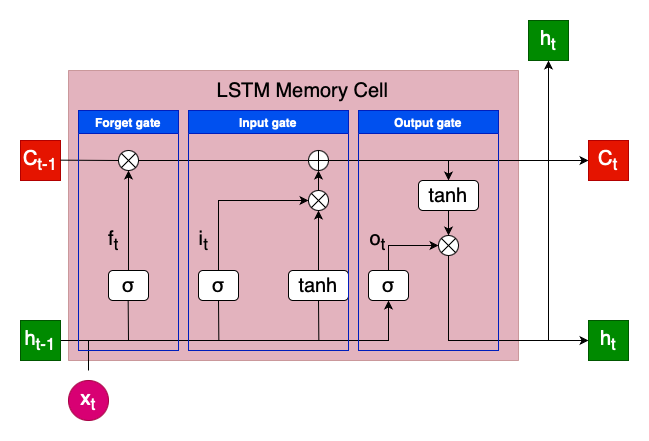 h_t
LSTM Memory Cell
Forget gate
Input gate
Output gate
C_t-1
C_t
tanh
f_t
i_t
o_t
σ
σ
tanh
σ
h_t-1
h_t
x_t